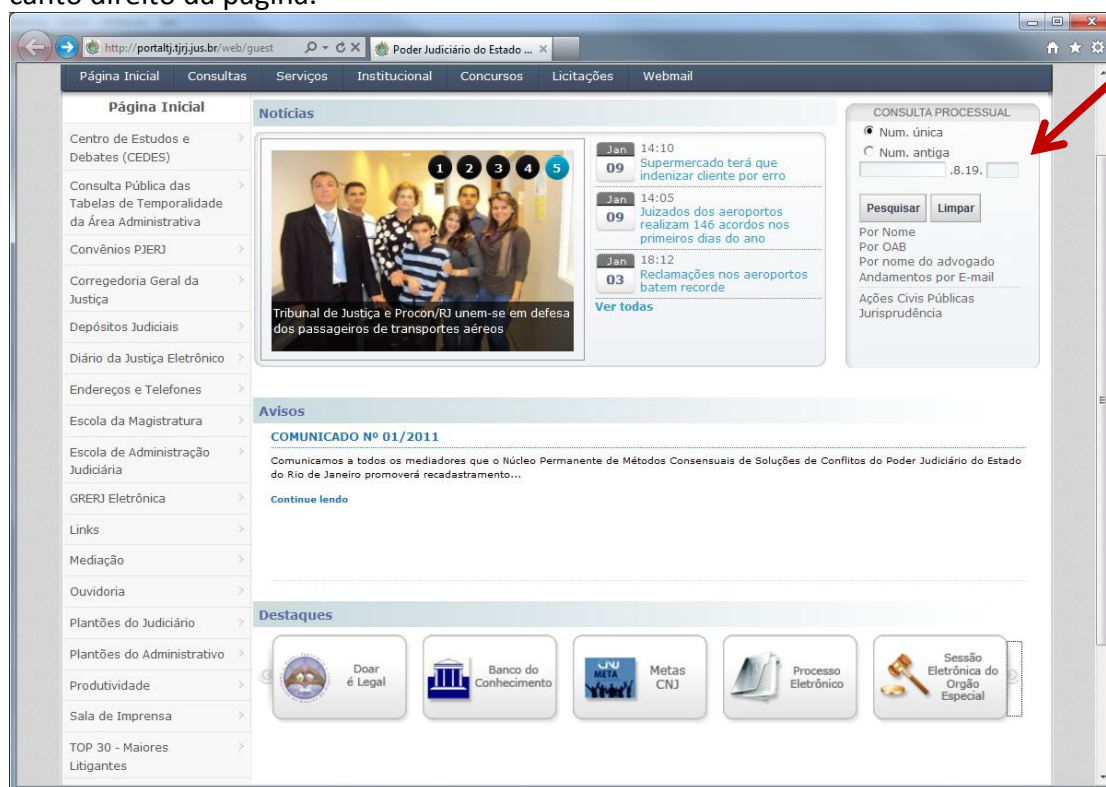 canto direito da página:
http://portaltj.tjrj.jus.br/web/guest
Poder Judiciário do Estado ...
Página Inicial Consultas Serviços Institucional Concursos Licitações Webmail
Página Inicial
Centro de Estudos e
Debates (CEDES)
Consulta Pública das
Tabelas de Temporalidade
da Área Administrativa
Convênios PJERJ
Corregedoria Geral da
Justiça
Depósitos Judiciais
Diário da Justiça Eletrônico
Endereços e Telefones
Escola da Magistratura
Escola de Administração
Judiciária
GRERJ Eletrônica
Links
Mediação
Ouvidoria
Plantões do Judiciário
Plantões do Administrativo
Produtividade
Sala de Imprensa
TOP 30 - Maiores
Litigantes
Notícias
1 2 3 4 5
Tribunal de Justiça e Procon/RJ unem-se em defesa
dos passageiros de transportes aéreos
Jan 14:10
09 Supermercado terá que
indenizar cliente por erro
Jan 14:05
09 Juizados dos aeroportos
realizam 146 acordos nos
primeiros dias do ano
Jan 18:12
03 Reclamações nos aeroportos
batem recorde
Ver todas
CONSULTA PROCESSUAL
Num. única
Num. antiga
.8.19.
Pesquisar Limpar
Por Nome
Por OAB
Por nome do advogado
Andamentos por E-mail
Ações Civis Públicas
Jurisprudência
Avisos
COMUNICADO Nº 01/2011
Comunicamos a todos os mediadores que o Núcleo Permanente de Métodos Consensuais de Soluções de Conflitos do Poder Judiciário do Estado
do Rio de Janeiro promoverá recadastramento...
Continue lendo
Destaques
Doar
é Legal
Banco do
Conhecimento
CNJ
META
Metas
CNJ
Processo
Eletrônico
Sessão
Eletrônica do
Orgão
Especial